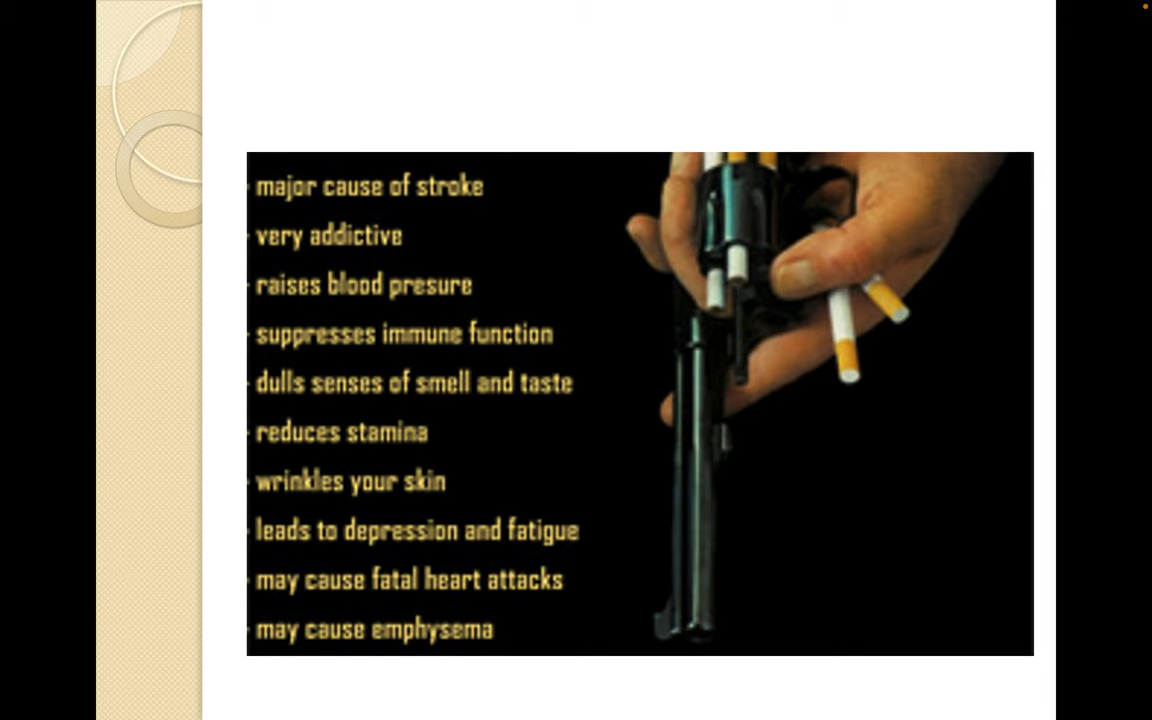 - major cause of stroke
- very addictive
- raises blood presure
- suppresses immune function
- dulls senses of smell and taste
- reduces stamina
- wrinkles your skin
- leads to depression and fatigue
- may cause fatal heart attacks
- may cause emphysema